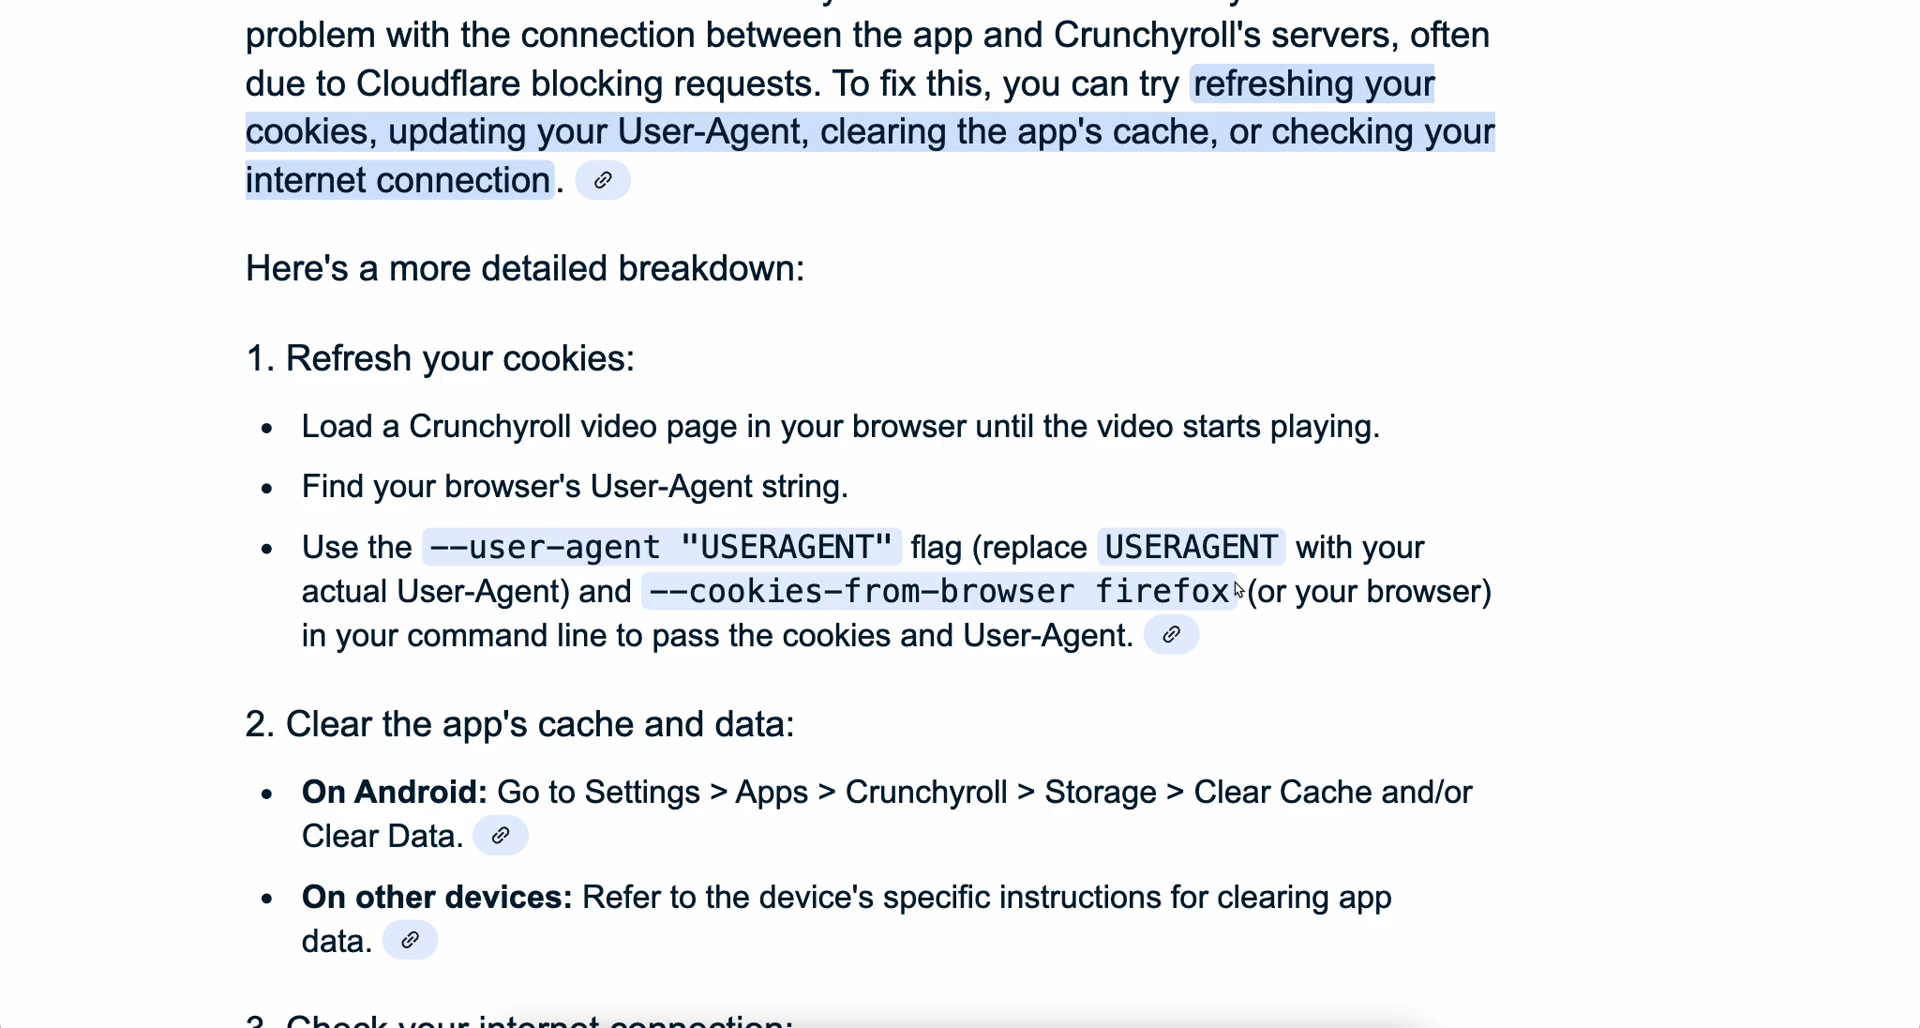 problem with the connection between the app and Crunchyroll's servers, often
due to Cloudflare blocking requests. To fix this, you can try refreshing your
cookies, updating your User-Agent, clearing the app's cache, or checking your
internet connection.
Here's a more detailed breakdown:
1. Refresh your cookies:
• Load a Crunchyroll video page in your browser until the video starts playing.
• Find your browser's User-Agent string.
• Use the --user-agent "USERAGENT" flag (replace USERAGENT with your
actual User-Agent) and --cookies-from-browser firefox (or your browser)
in your command line to pass the cookies and User-Agent.
2. Clear the app's cache and data:
• On Android: Go to Settings > Apps > Crunchyroll > Storage > Clear Cache and/or
Clear Data.
• On other devices: Refer to the device's specific instructions for clearing app
data.
3. Check your internet connection: